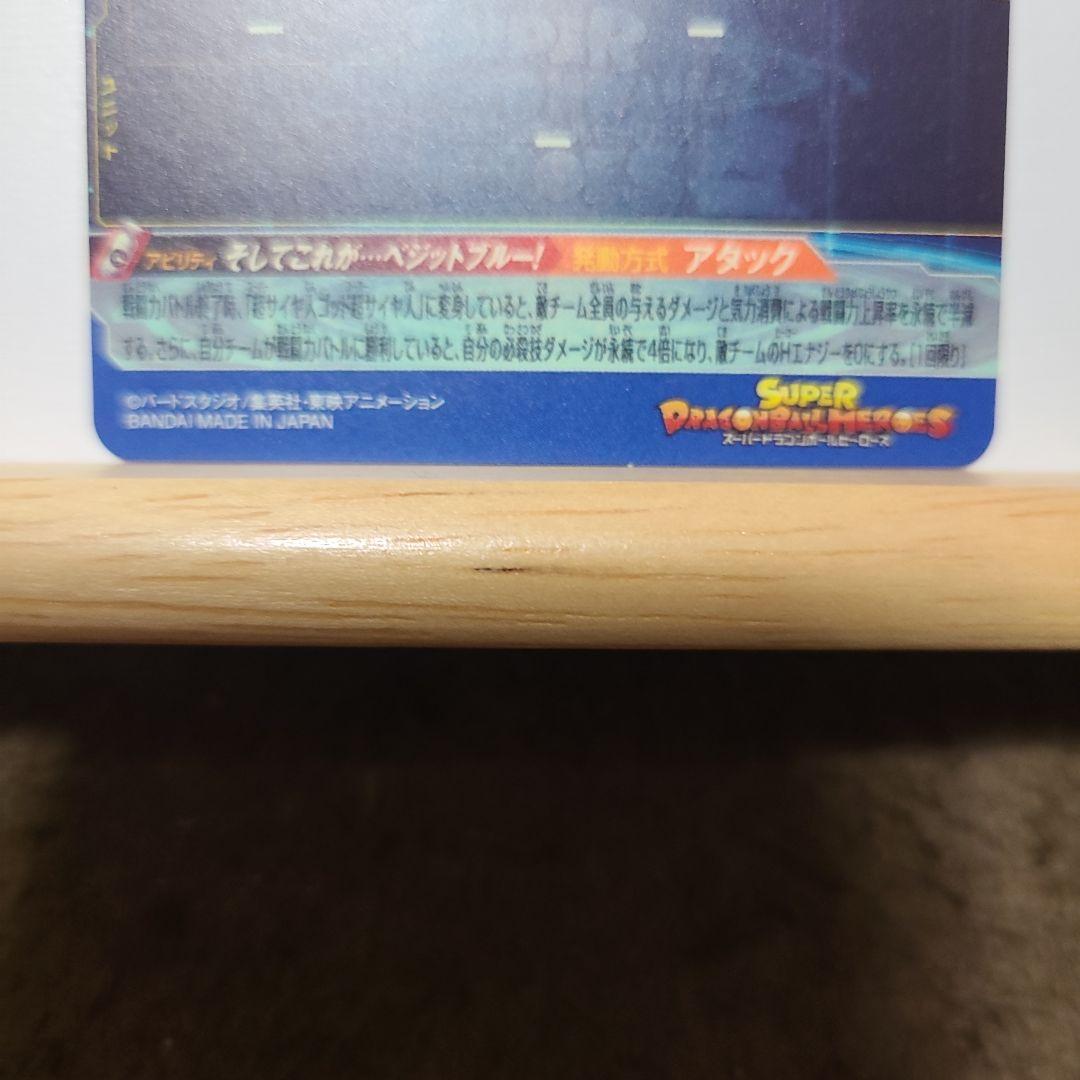 アビリティ そしてこれが…ベジットブルー! 発動方式 アタック
戦闘力バトル終了時、「超サイヤ人ゴッド超サイヤ人」に変身していると、敵チーム全員の与えるダメージと気力消費による戦闘力上昇率を永続で半減
する。さらに、自分チームが戦闘力バトルに勝利していると、自分の必殺技ダメージが永続で4倍になり、敵チームのHエナジーを0にする。[1回限り]
©バードスタジオ/集英社・東映アニメーション
BANDAI MADE IN JAPAN
SUPER
DRAGONBALL HEROES
スーパードラゴンボールヒーローズ